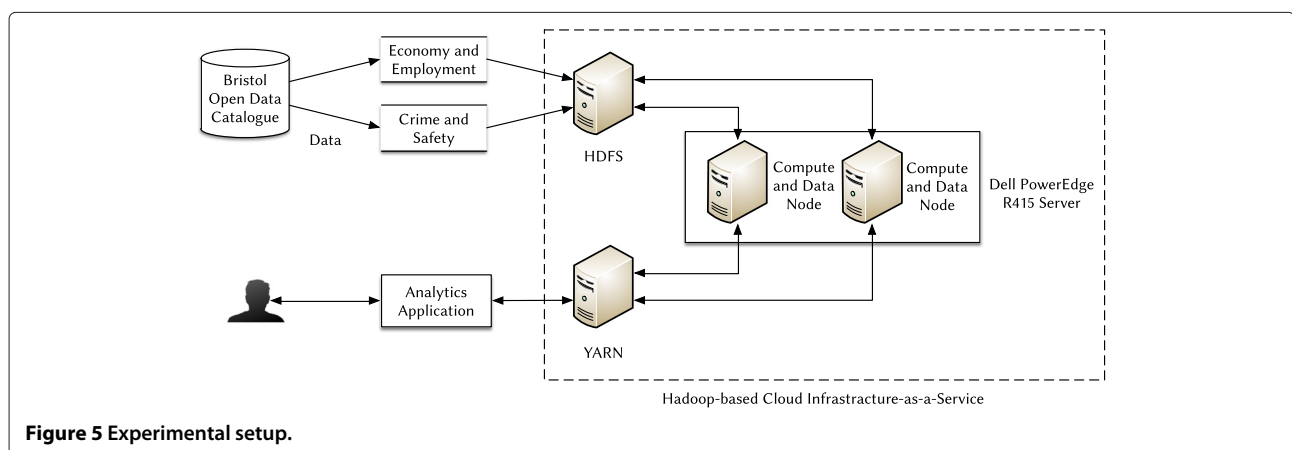 Bristol
Open Data
Catalogue
Data
Economy and
Employment
Crime and
Safety
HDFS
Compute
and Data
Node
Compute
and Data
Node
Dell PowerEdge
R415 Server
Analytics
Application
YARN
Hadoop-based Cloud Infrastracture-as-a-Service
Figure 5 Experimental setup.